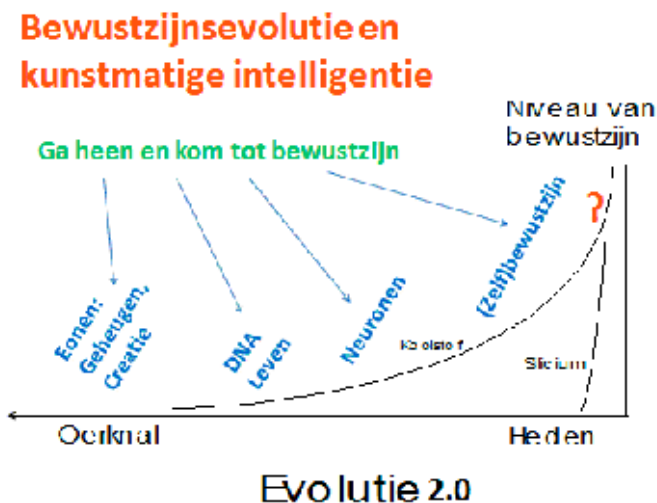 Bewustzijnsevolutie en
kunstmatige intelligentie
Niveau van
bewustzijn
Ga heen en kom tot bewustzijn
?
(Zelf)bewustzijn
Eonen:
Geheugen,
Creatie
DNA
Leven
Neuronen
Koolstof
Silicium
Oerknal
Heden
Evolutie 2.0